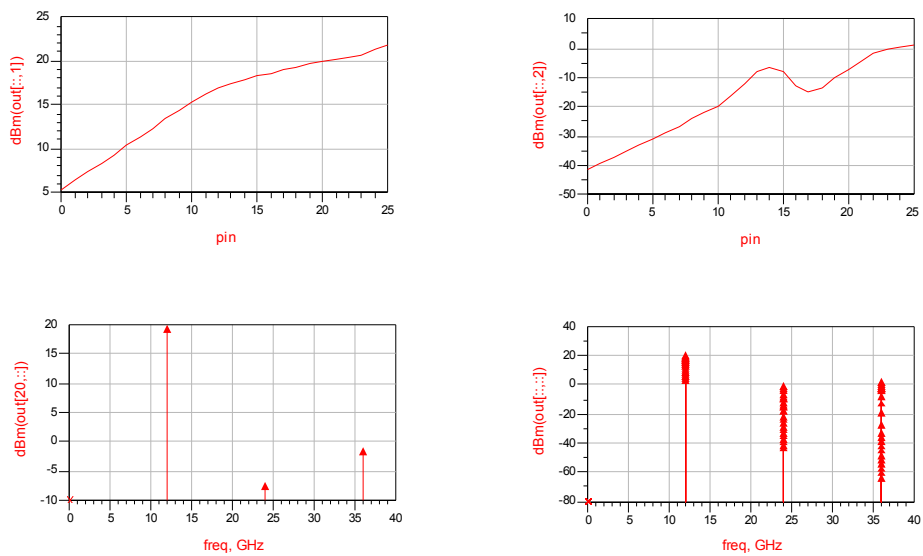 dBm(out[::,1])
25
20
15
10
5
0 5 10 15 20 25
pin
dBm(out[::,2])
10
0
-10
-20
-30
-40
-50
0 5 10 15 20 25
pin
dBm(out[20,::])
20
15
10
5
0
-5
-10
0 5 10 15 20 25 30 35 40
freq, GHz
dBm(out[::,::])
40
20
0
-20
-40
-60
-80
0 5 10 15 20 25 30 35 40
freq, GHz